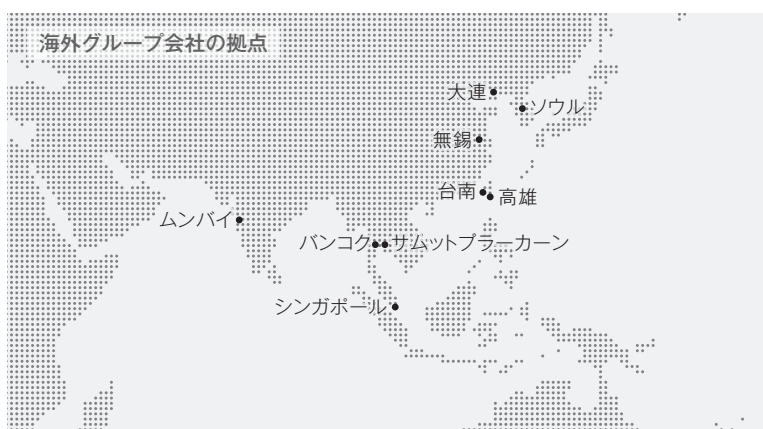 海外グループ会社の拠点
大連
ソウル
無錫
台南
高雄
ムンバイ
バンコク
サムットプラーカーン
シンガポール